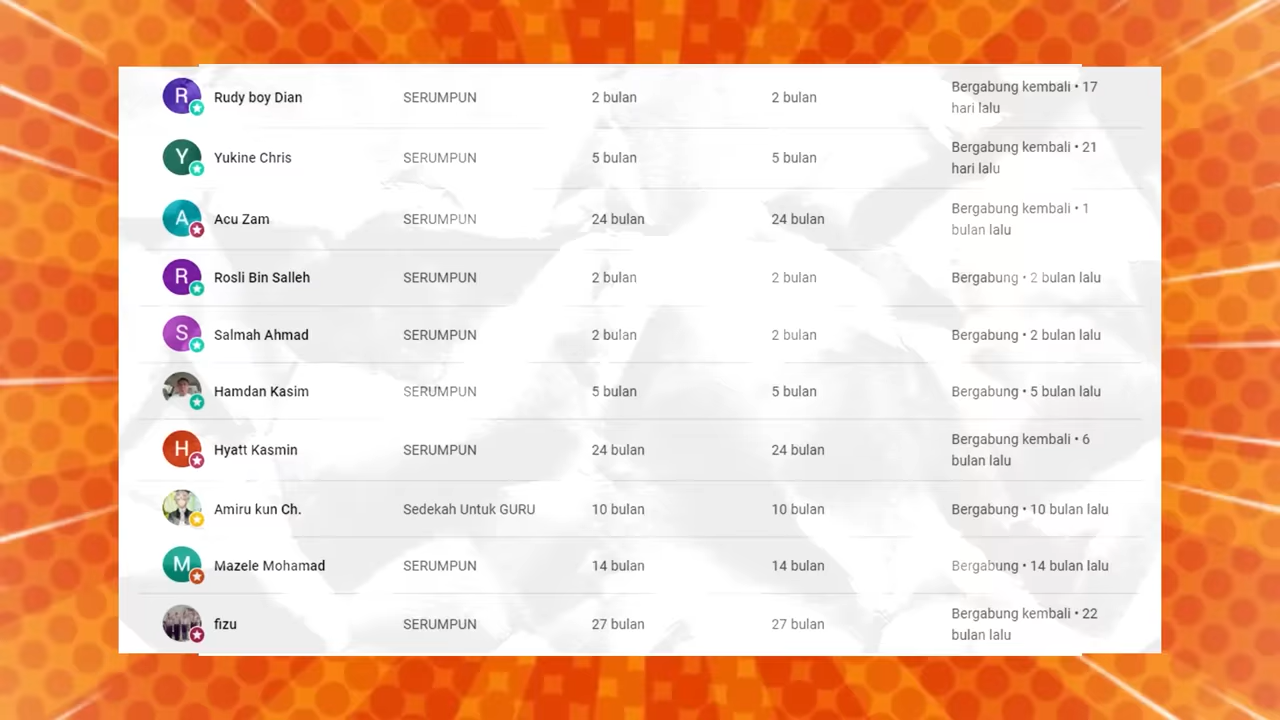 R Rudy boy Dian SERUMPUN 2 bulan 2 bulan Bergabung kembali • 17
hari lalu
Y Yukine Chris SERUMPUN 5 bulan 5 bulan Bergabung kembali • 21
hari lalu
A Acu Zam SERUMPUN 24 bulan 24 bulan Bergabung kembali • 1
bulan lalu
R Rosli Bin Salleh SERUMPUN 2 bulan 2 bulan Bergabung • 2 bulan lalu
S Salmah Ahmad SERUMPUN 2 bulan 2 bulan Bergabung • 2 bulan lalu
Hamdan Kasim SERUMPUN 5 bulan 5 bulan Bergabung • 5 bulan lalu
H Hyatt Kasmin SERUMPUN 24 bulan 24 bulan Bergabung kembali • 6
bulan lalu
Amiru kun Ch. Sedekah Untuk GURU 10 bulan 10 bulan Bergabung • 10 bulan lalu
M Mazele Mohamad SERUMPUN 14 bulan 14 bulan Bergabung • 14 bulan lalu
fizu SERUMPUN 27 bulan 27 bulan Bergabung kembali • 22
bulan lalu